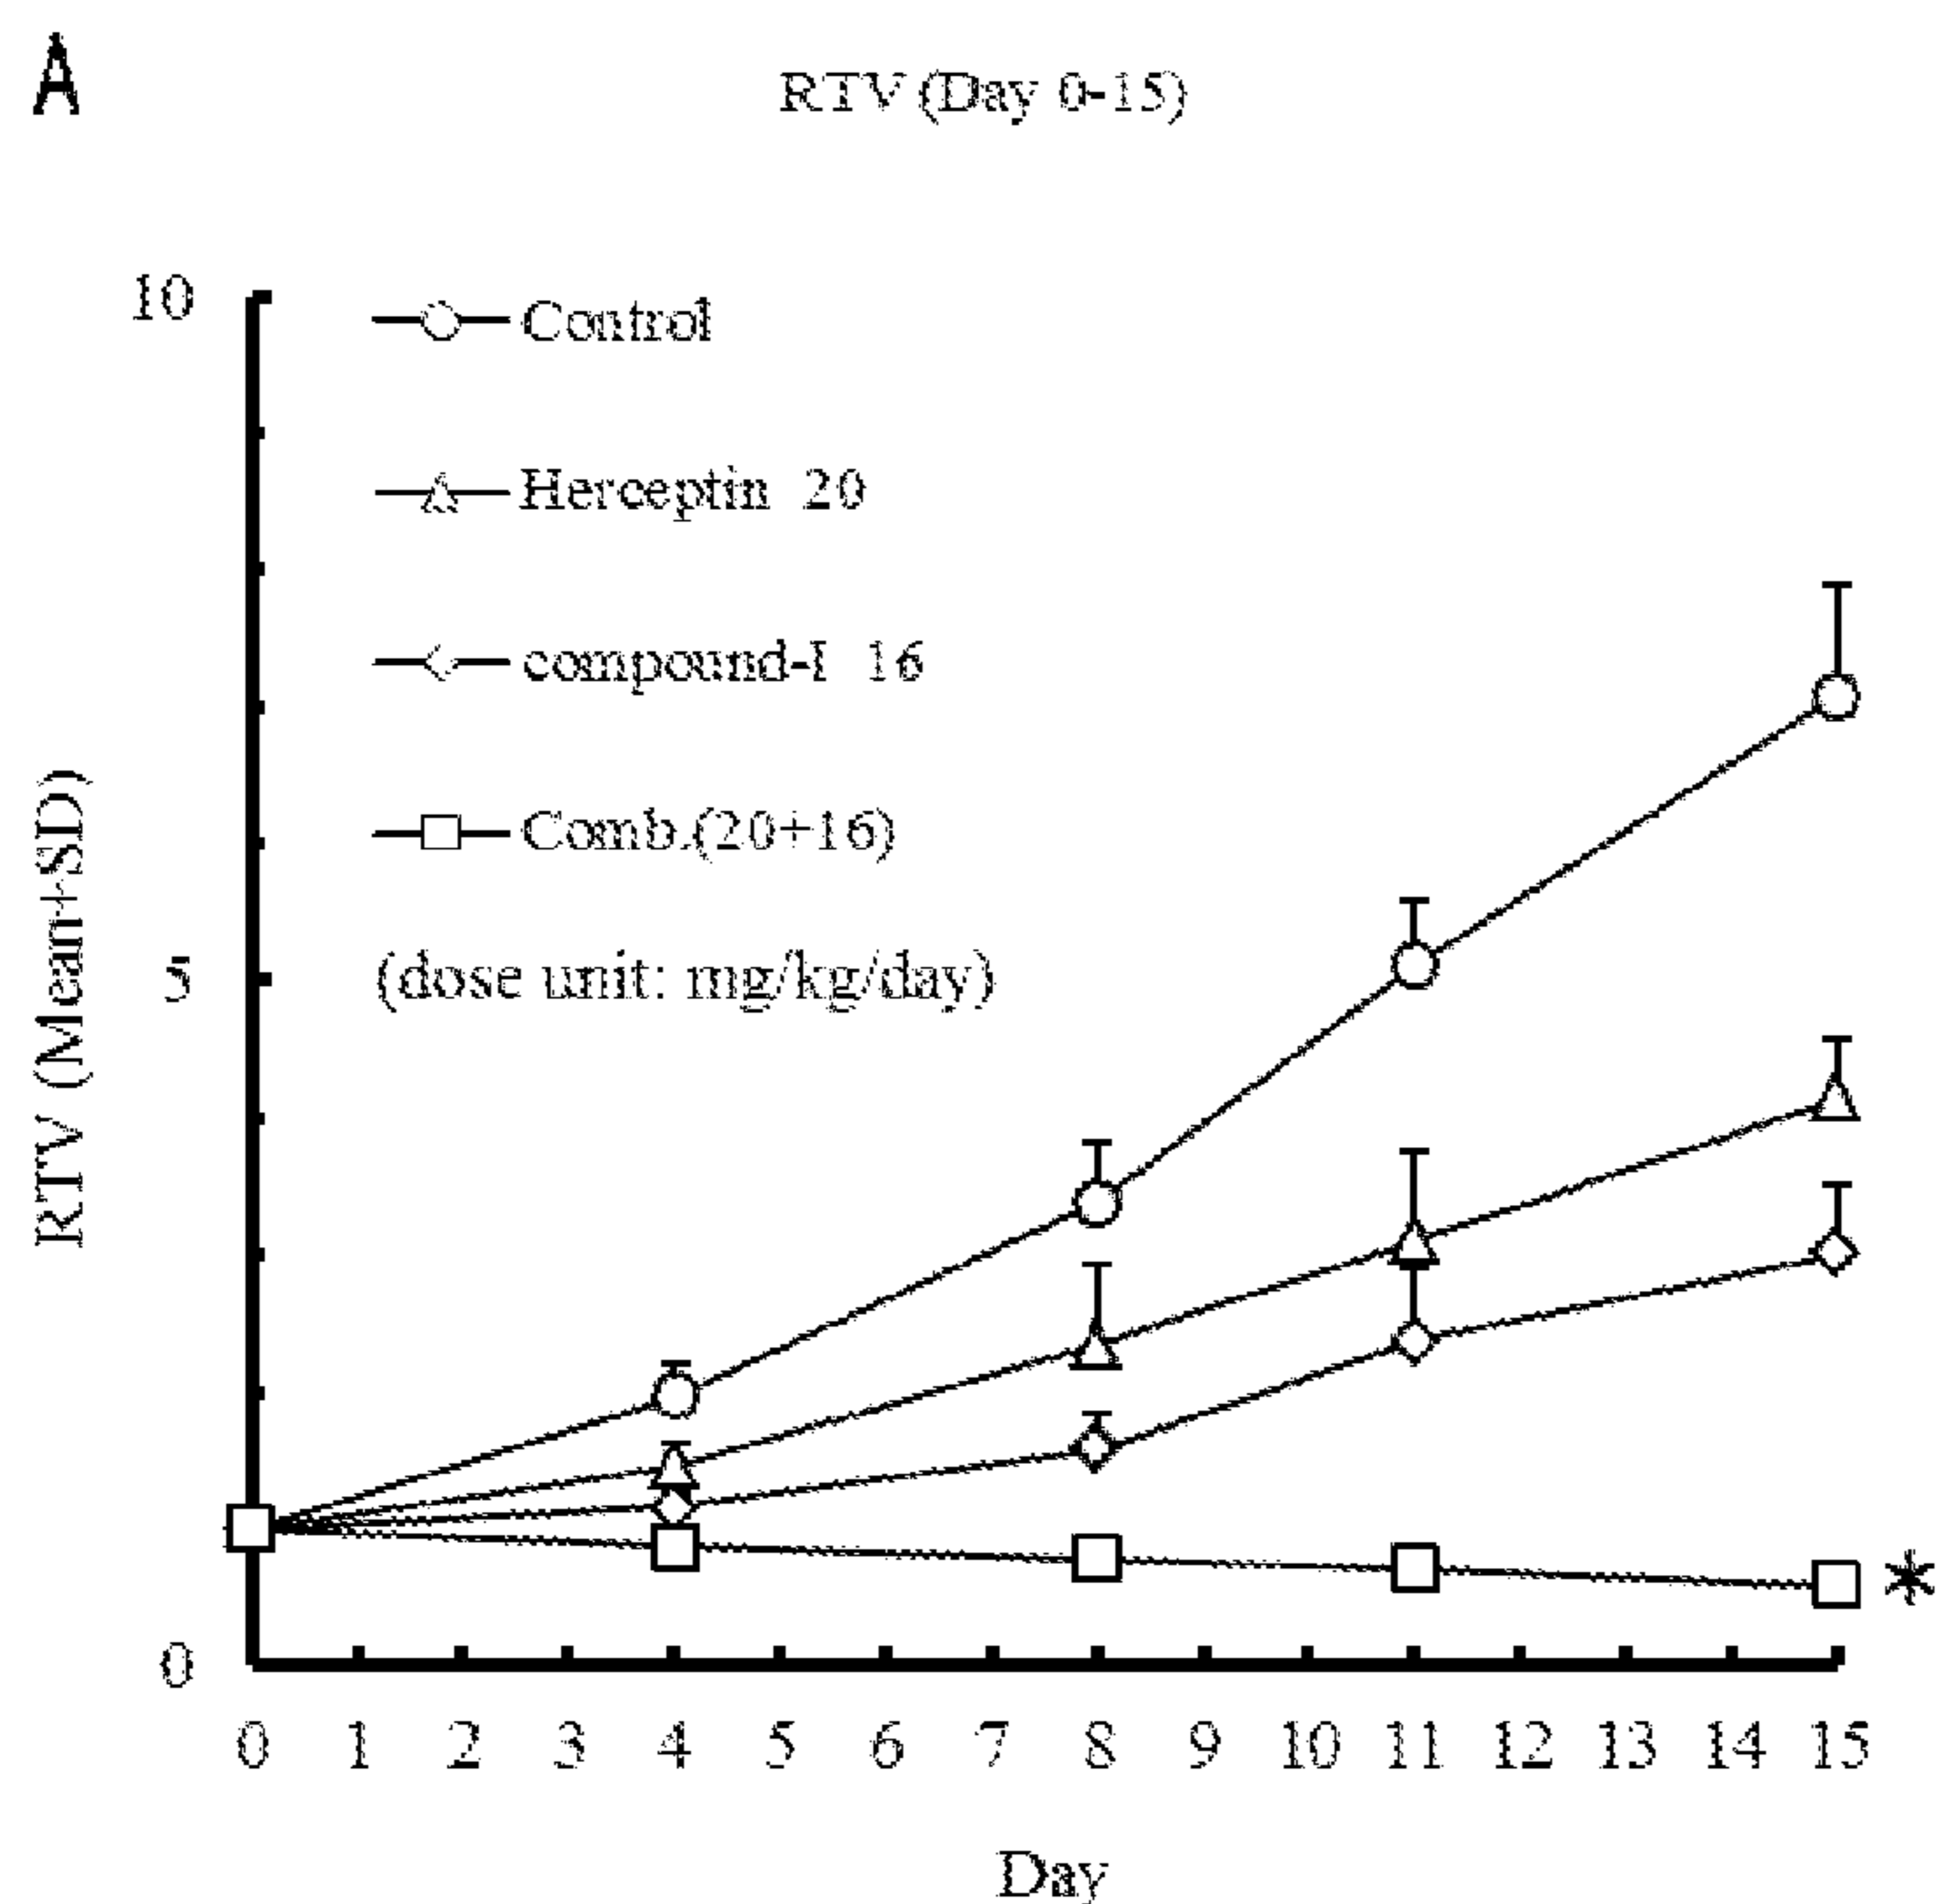 A
RTV (Day 0-15)
10
Control
Herceptin 20
compound-I 16
Comb.(20+16)
5
(dose unit: mg/kg/day)
RTV (Mean+SD)
*
0
0 1 2 3 4 5 6 7 8 9 10 11 12 13 14 15
Day